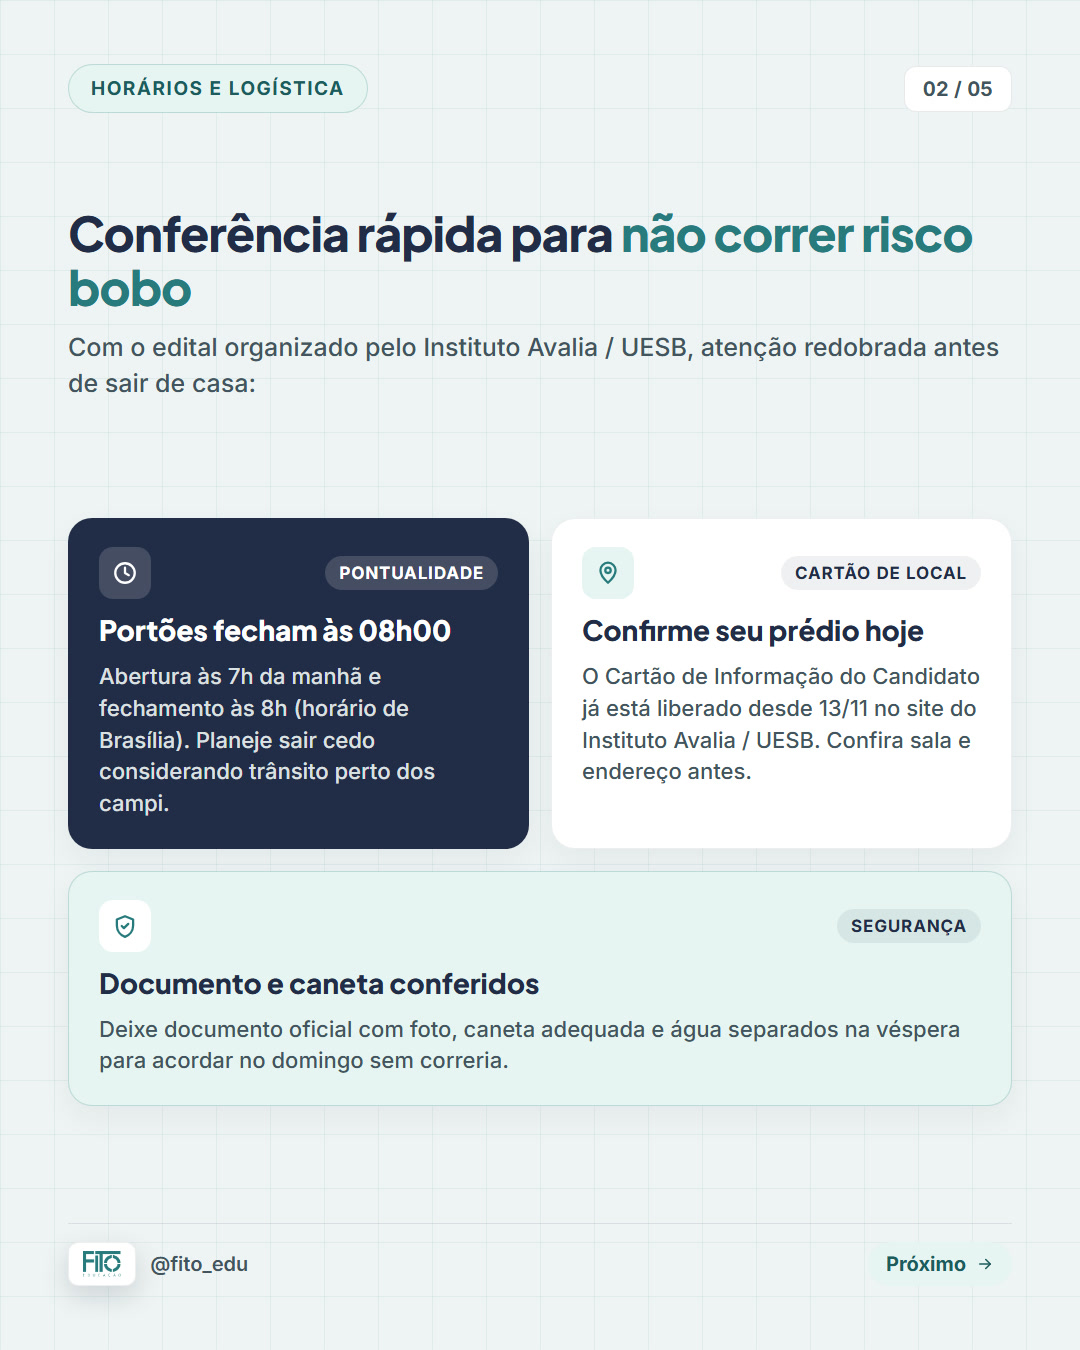 HORÁRIOS E LOGÍSTICA
02 / 05
Conferência rápida para não correr risco
bobo
Com o edital organizado pelo Instituto Avalia / UESB, atenção redobrada antes
de sair de casa:
PONTUALIDADE
Portões fecham às 08h00
Abertura às 7h da manhã e
fechamento às 8h (horário de
Brasília). Planeje sair cedo
considerando trânsito perto dos
campi.
CARTÃO DE LOCAL
Confirme seu prédio hoje
O Cartão de Informação do Candidato
já está liberado desde 13/11 no site do
Instituto Avalia / UESB. Confira sala e
endereço antes.
SEGURANÇA
Documento e caneta conferidos
Deixe documento oficial com foto, caneta adequada e água separados na véspera
para acordar no domingo sem correria.
FiTO
EDUCAÇÃO
@fito_edu
Próximo →